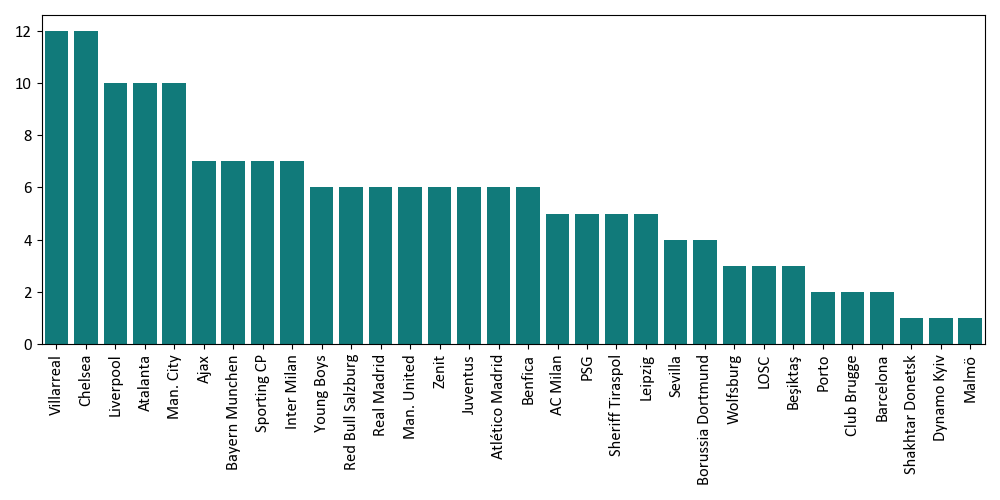 12
10
8
6
4
2
0
Villarreal
Chelsea
Liverpool
Atalanta
Man. City
Ajax
Bayern Munchen
Sporting CP
Inter Milan
Young Boys
Red Bull Salzburg
Real Madrid
Man. United
Zenit
Juventus
Atlético Madrid
Benfica
AC Milan
PSG
Sheriff Tiraspol
Leipzig
Sevilla
Borussia Dortmund
Wolfsburg
LOSC
Beşiktaş
Porto
Club Brugge
Barcelona
Shakhtar Donetsk
Dynamo Kyiv
Malmö